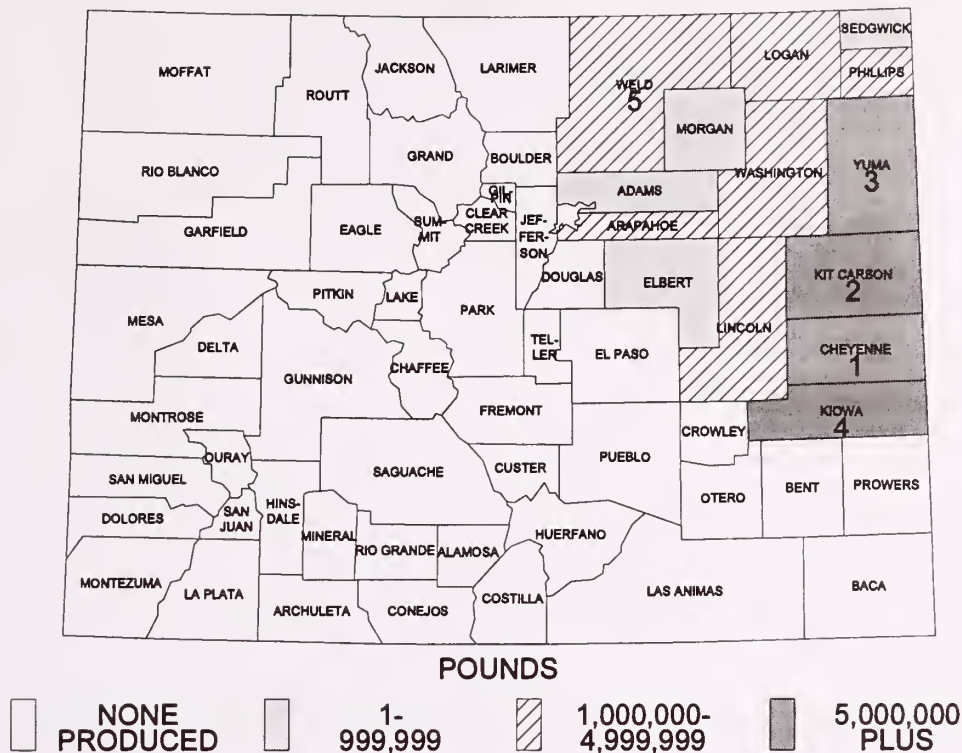 MOFFAT
ROUTT
JACKSON
LARIMER
WELD
5
LOGAN
SEDGWICK
PHILLIPS
MORGAN
RIO BLANCO
GRAND
BOULDER
WASHINGTON
YUMA
3
GIL-
PIN
ADAMS
CLEAR
CREEK
GARFIELD
EAGLE
SUM-
MIT
JEF-
FER-
SON
ARAPAHOE
DOUGLAS
ELBERT
KIT CARSON
2
PITKIN
LAKE
PARK
LINCOLN
MESA
DELTA
TEL-
LER
EL PASO
CHEYENNE
1
GUNNISON
CHAFFEE
FREMONT
KIOWA
4
MONTROSE
CROWLEY
OURAY
SAGUACHE
CUSTER
PUEBLO
SAN MIGUEL
OTERO
BENT
PROWERS
DOLORES
SAN
JUAN
HINS-
DALE
MINERAL
RIO GRANDE
ALAMOSA
HUERFANO
MONTEZUMA
LA PLATA
ARCHULETA
CONEJOS
COSTILLA
LAS ANIMAS
BACA
POUNDS
NONE
PRODUCED
1-
999,999
1,000,000-
4,999,999
5,000,000
PLUS